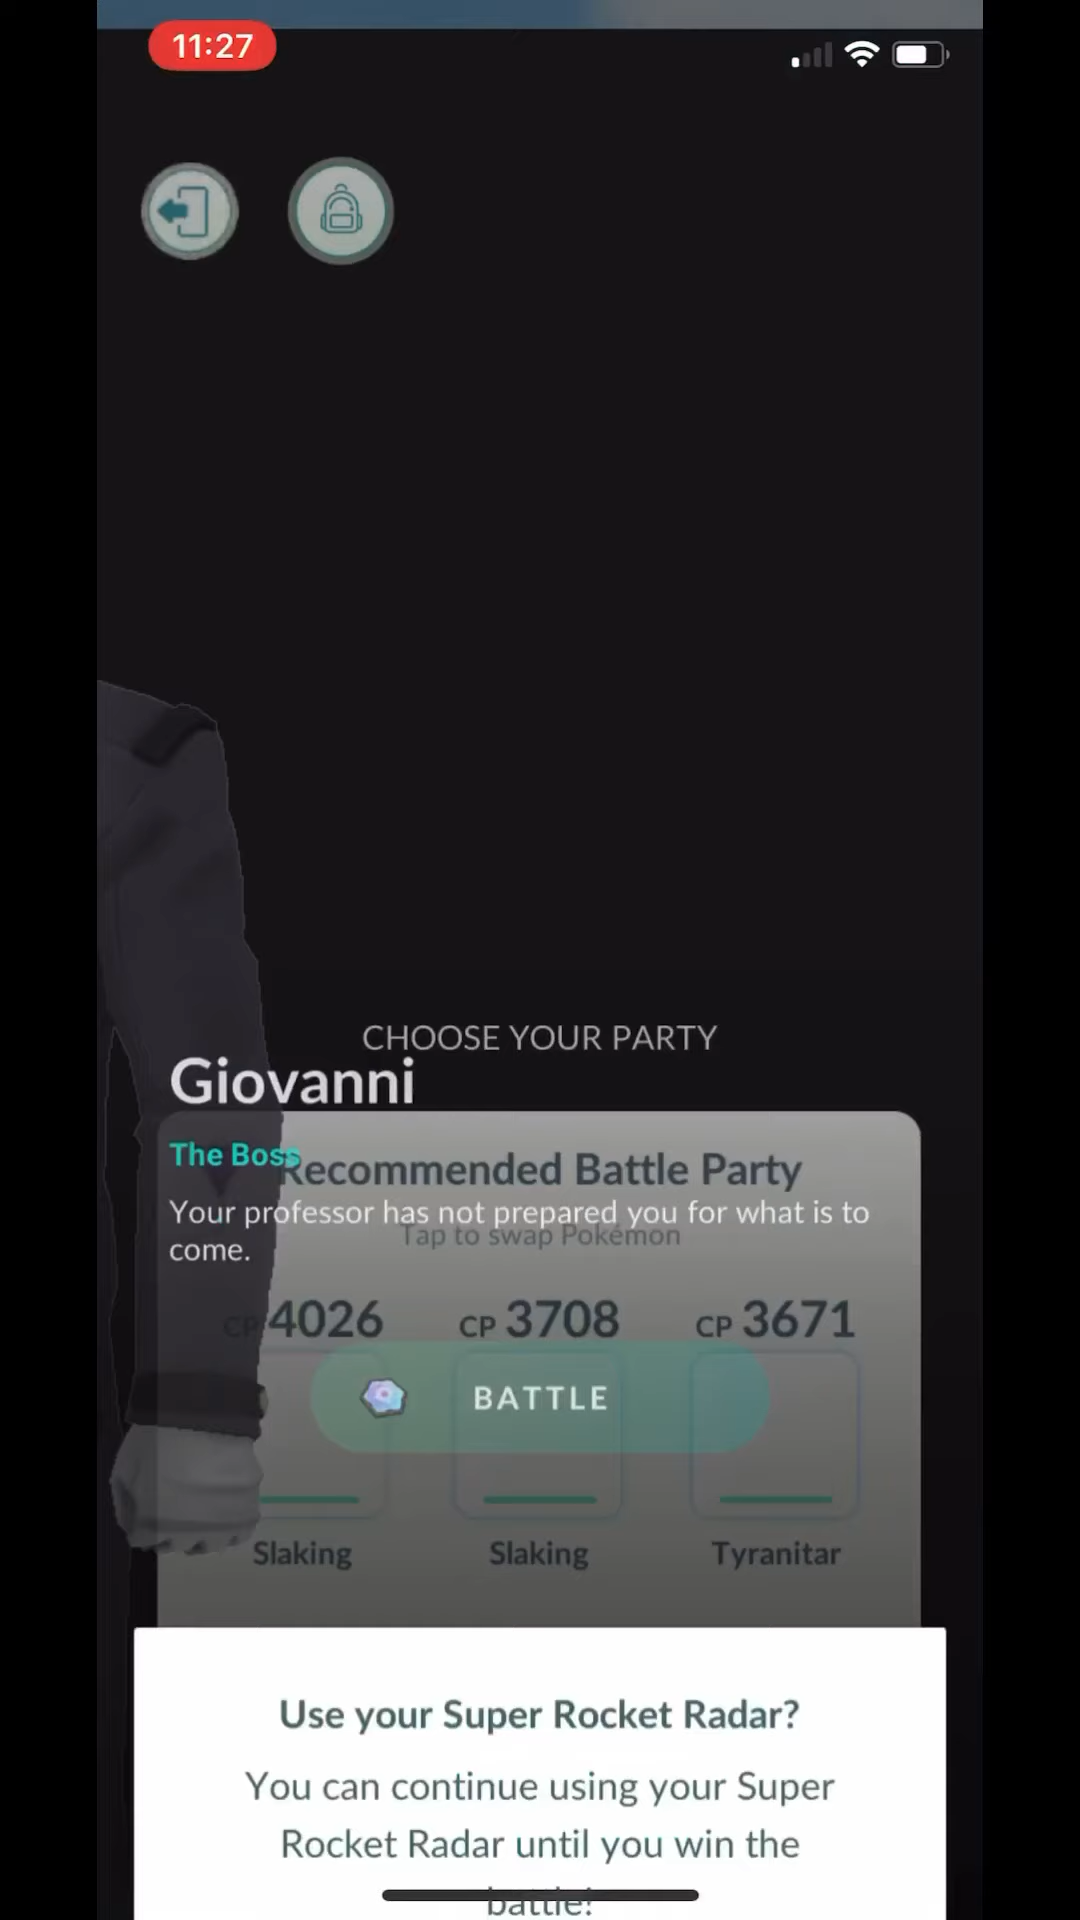 11:27
CHOOSE YOUR PARTY
Giovanni
The Boss
Recommended Battle Party
Your professor has not prepared you for what is to
come.
Tap to swap Pokémon
CP 4026 CP 3708 CP 3671
BATTLE
Slaking Slaking Tyranitar
Use your Super Rocket Radar?
You can continue using your Super
Rocket Radar until you win the
battle!